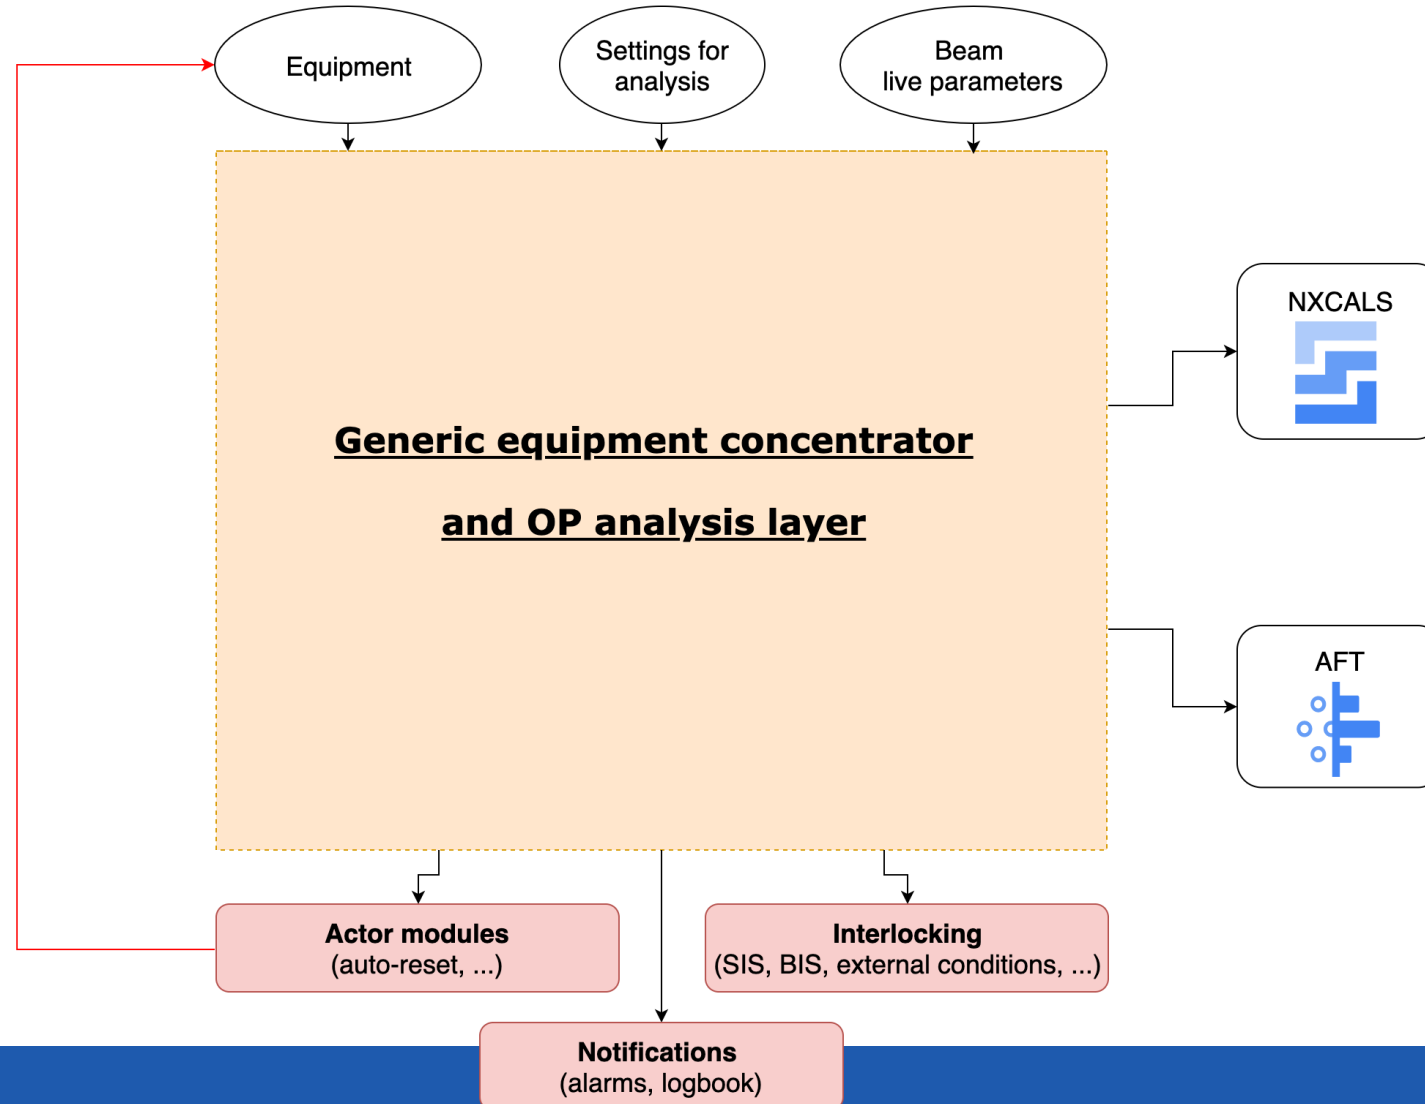 Equipment
Settings for
analysis
Beam
live parameters
NXCALS
Generic equipment concentrator
and OP analysis layer
AFT
Actor modules
(auto-reset, ...)
Interlocking
(SIS, BIS, external conditions, ...)
Notifications
(alarms, logbook)